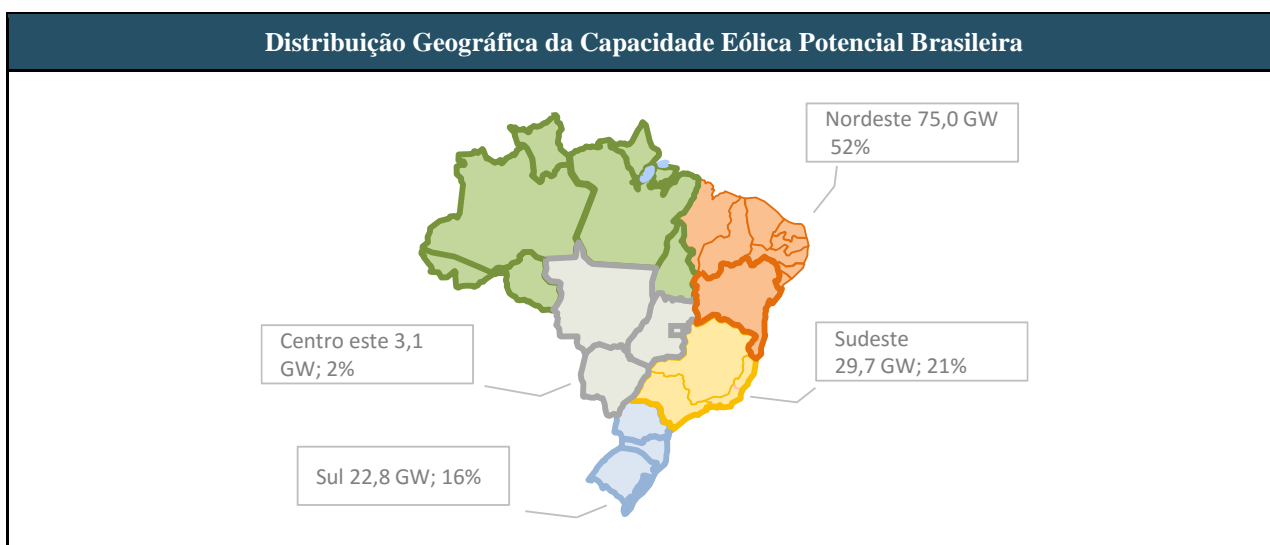 Distribuição Geográfica da Capacidade Eólica Potencial Brasileira
Nordeste 75,0 GW
52%
Centro este 3,1
GW; 2%
Sudeste
29,7 GW; 21%
Sul 22,8 GW; 16%